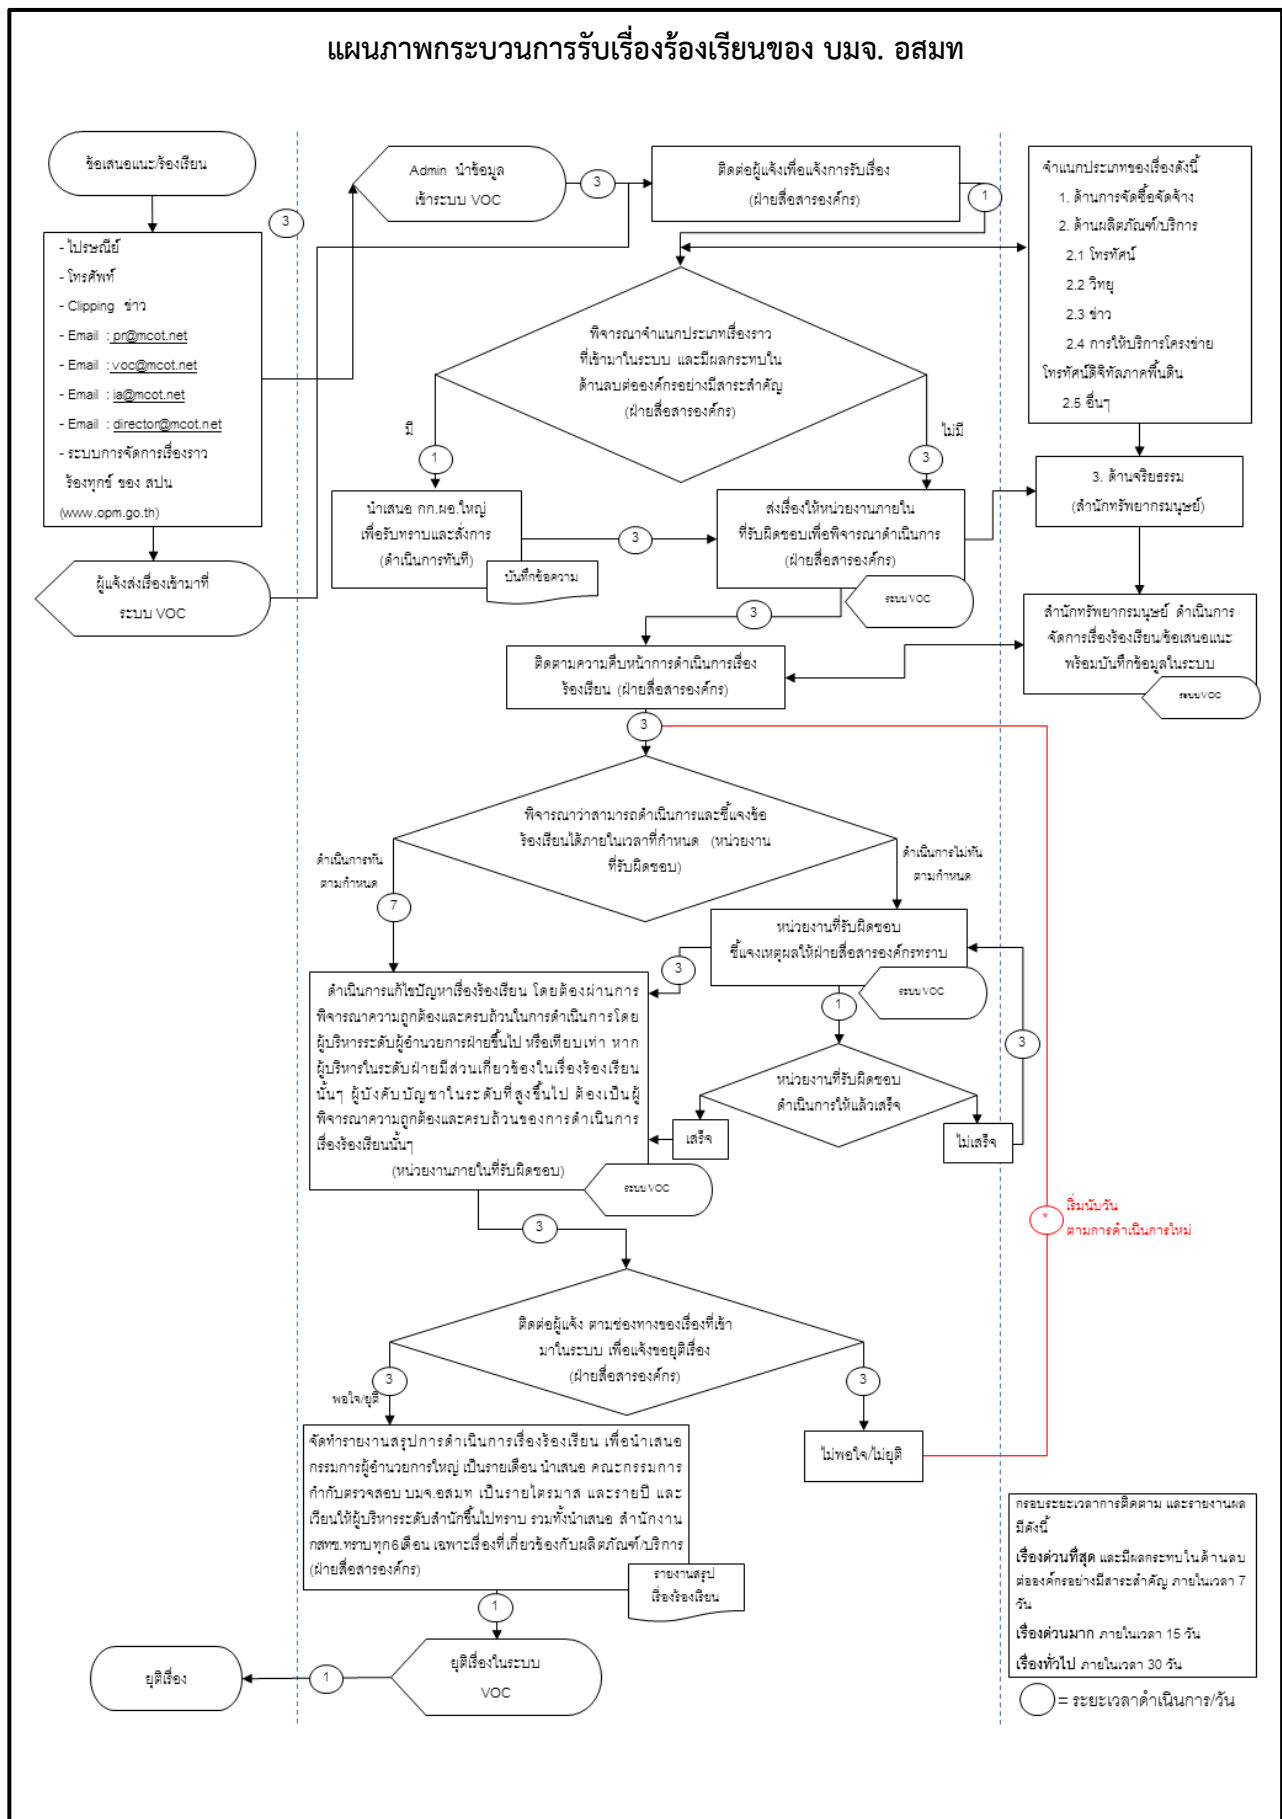 แผนภาพกระบวนการรับเรื่องร้องเรียนของ บมจ. อสมท
ข้อเสนอแนะ/ร้องเรียน
3
- ไปรษณีย์
- โทรศัพท์
- Clipping ข่าว
- Email : pr@mcot.net
- Email : voc@mcot.net
- Email : ia@mcot.net
- Email : director@mcot.net
- ระบบการจัดการเรื่องราว
ร้องทุกข์ ของ สปน
(www.opm.go.th)
ผู้แจ้งส่งเรื่องเข้ามาที่
ระบบ VOC
Admin นำข้อมูล
เข้าระบบ VOC
3
ติดต่อผู้แจ้งเพื่อแจ้งการรับเรื่อง
(ฝ่ายสื่อสารองค์กร)
1
จำแนกประเภทของเรื่องดังนี้
1. ด้านการจัดซื้อจัดจ้าง
2. ด้านผลิตภัณฑ์/บริการ
2.1 โทรทัศน์
2.2 วิทยุ
2.3 ข่าว
2.4 การให้บริการโครงข่าย
โทรทัศน์ดิจิทัลภาคพื้นดิน
2.5 อื่นๆ
พิจารณาจำแนกประเภทเรื่องราว
ที่เข้ามาในระบบ และมีผลกระทบใน
ด้านลบต่อองค์กรอย่างมีสาระสำคัญ
(ฝ่ายสื่อสารองค์กร)
มี
1
ไม่มี
3
นำเสนอ กก.ผอ.ใหญ่
เพื่อรับทราบและสั่งการ
(ดำเนินการทันที)
บันทึกข้อความ
3
ส่งเรื่องให้หน่วยงานภายใน
ที่รับผิดชอบเพื่อพิจารณาดำเนินการ
(ฝ่ายสื่อสารองค์กร)
ระบบ VOC
3. ด้านจริยธรรม
(สำนักทรัพยากรมนุษย์)
3
สำนักทรัพยากรมนุษย์ ดำเนินการ
จัดการเรื่องร้องเรียน/ข้อเสนอแนะ
พร้อมบันทึกข้อมูลในระบบ
ระบบ VOC
ติดตามความคืบหน้าการดำเนินการเรื่อง
ร้องเรียน (ฝ่ายสื่อสารองค์กร)
3
พิจารณาว่าสามารถดำเนินการและชี้แจงข้อ
ร้องเรียนได้ภายในเวลาที่กำหนด (หน่วยงาน
ที่รับผิดชอบ)
ดำเนินการทัน
ตามกำหนด
7
ดำเนินการไม่ทัน
ตามกำหนด
หน่วยงานที่รับผิดชอบ
ชี้แจงเหตุผลให้ฝ่ายสื่อสารองค์กรทราบ
ระบบ VOC
3
1
3
ดำเนินการแก้ไขปัญหาเรื่องร้องเรียน โดยต้องผ่านการ
พิจารณาความถูกต้องและครบถ้วนในการดำเนินการโดย
ผู้บริหารระดับผู้อำนวยการฝ่ายขึ้นไป หรือเทียบเท่า หาก
ผู้บริหารในระดับฝ่ายมีส่วนเกี่ยวข้องในเรื่องร้องเรียน
นั้นๆ ผู้บังคับบัญชาในระดับที่สูงขึ้นไป ต้องเป็นผู้
พิจารณาความถูกต้องและครบถ้วนของการดำเนินการ
เรื่องร้องเรียนนั้นๆ
(หน่วยงานภายในที่รับผิดชอบ)
ระบบ VOC
หน่วยงานที่รับผิดชอบ
ดำเนินการให้แล้วเสร็จ
เสร็จ
ไม่เสร็จ
*
เริ่มนับวัน
ตามการดำเนินการใหม่
3
ติดต่อผู้แจ้ง ตามช่องทางของเรื่องที่เข้า
มาในระบบ เพื่อแจ้งขอยุติเรื่อง
(ฝ่ายสื่อสารองค์กร)
3
พอใจ/ยุติ
3
ไม่พอใจ/ไม่ยุติ
จัดทำรายงานสรุปการดำเนินการเรื่องร้องเรียน เพื่อนำเสนอ
กรรมการผู้อำนวยการใหญ่ เป็นรายเดือน นำเสนอ คณะกรรมการ
กำกับตรวจสอบ บมจ.อสมท เป็นรายไตรมาส และรายปี และ
เวียนให้ผู้บริหารระดับสำนักขึ้นไปทราบ รวมทั้งนำเสนอ สำนักงาน
กสทช.ทราบทุก6เดือน เฉพาะเรื่องที่เกี่ยวข้องกับผลิตภัณฑ์/บริการ
(ฝ่ายสื่อสารองค์กร)
รายงานสรุป
เรื่องร้องเรียน
1
ยุติเรื่องในระบบ
VOC
1
ยุติเรื่อง
กรอบระยะเวลาการติดตาม และรายงานผล
มีดังนี้
เรื่องด่วนที่สุด และมีผลกระทบในด้านลบ
ต่อองค์กรอย่างมีสาระสำคัญ ภายในเวลา 7
วัน
เรื่องด่วนมาก ภายในเวลา 15 วัน
เรื่องทั่วไป ภายในเวลา 30 วัน
= ระยะเวลาดำเนินการ/วัน